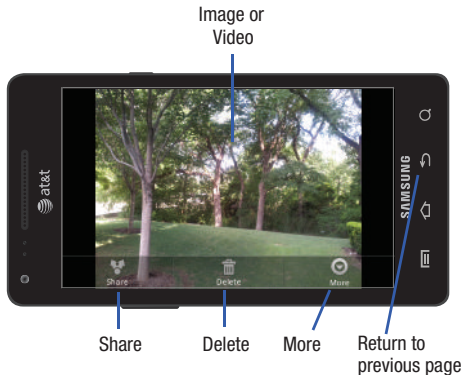 Image or
Video
at&t
SAMSUNG
Share
Delete
More
Share
Delete
More
Return to
previous page